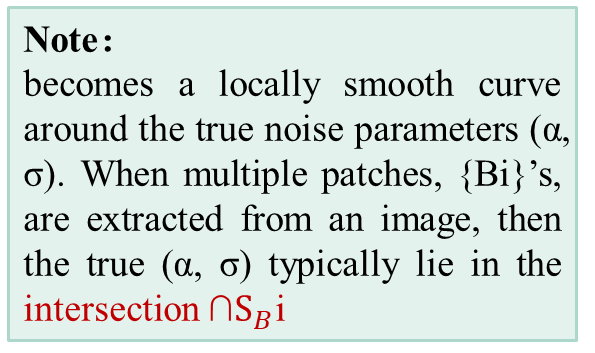 Note:
becomes a locally smooth curve
around the true noise parameters (α,
σ). When multiple patches, {Bi}’s,
are extracted from an image, then
the true (α, σ) typically lie in the
intersection ∩S_B i